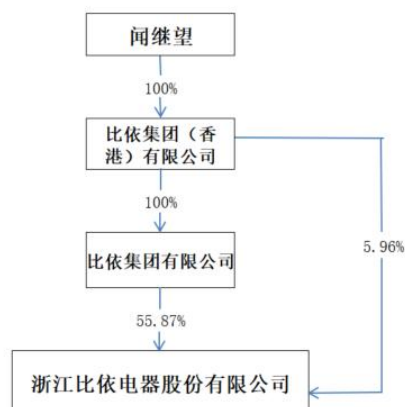 闻继望
100%
比依集团（香
港）有限公司
100%
比依集团有限公司
5.96%
55.87%
浙江比依电器股份有限公司